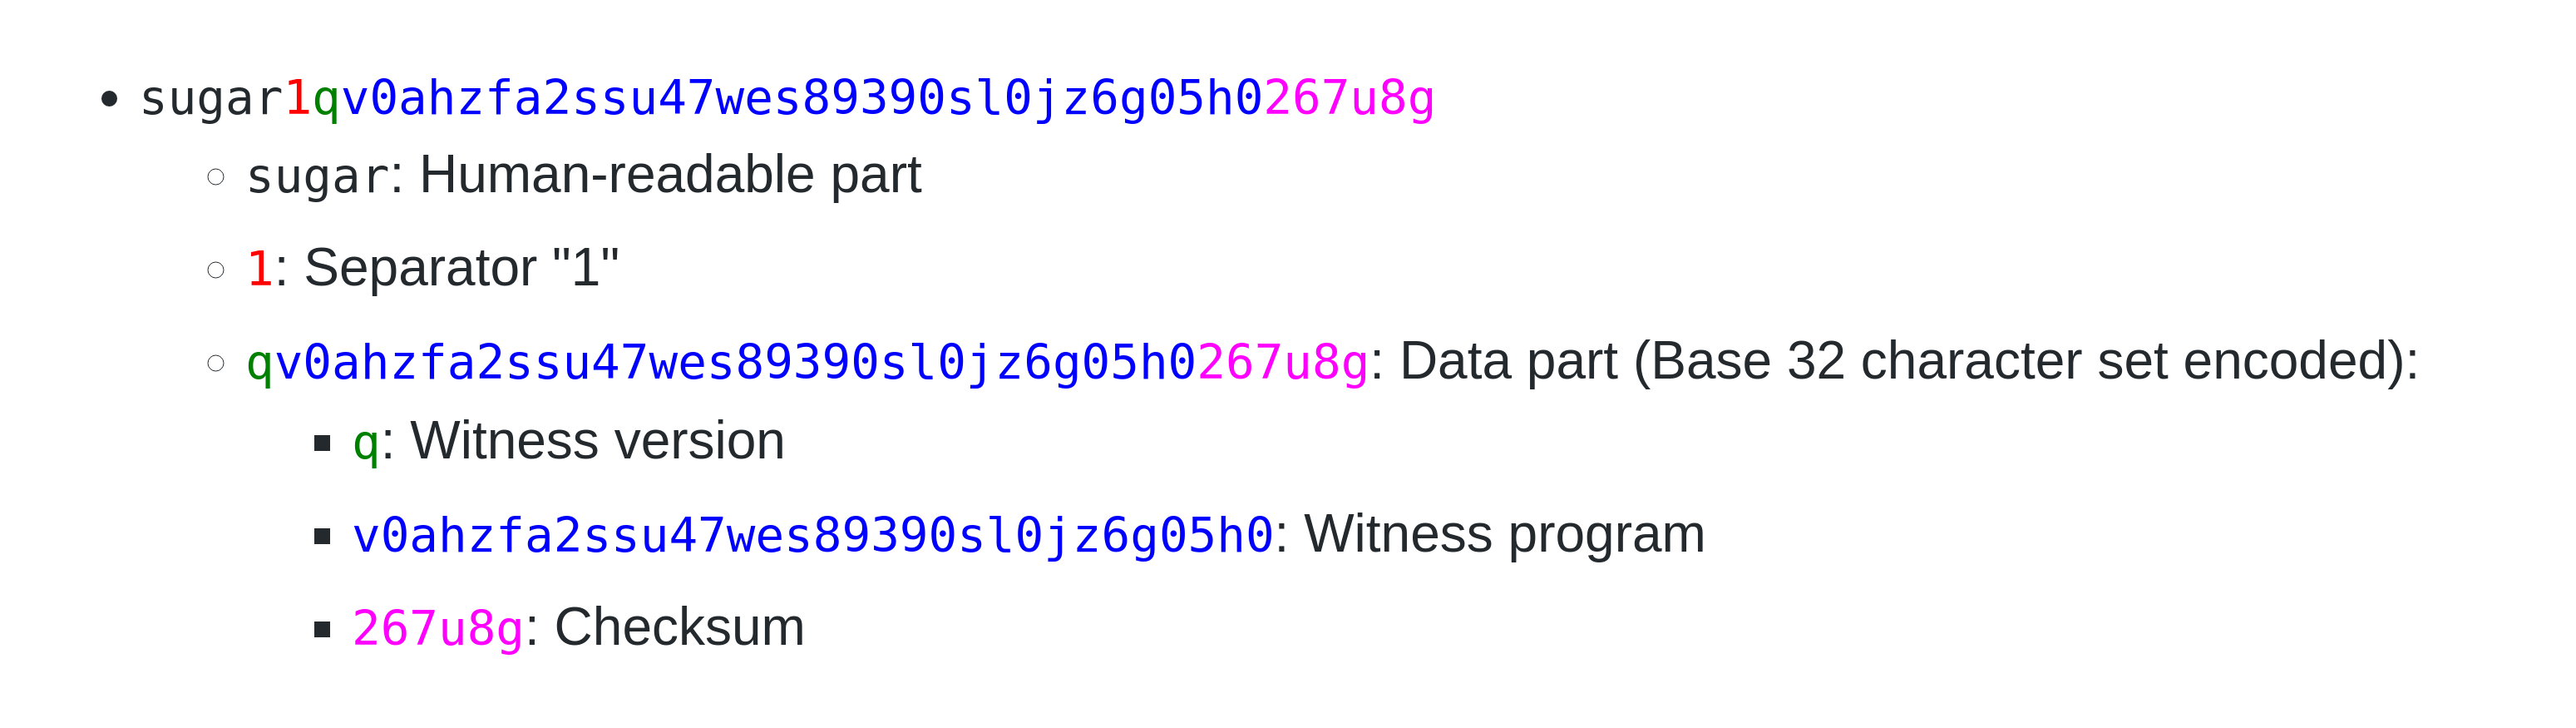 sugar1qv0ahzfa2ssu47wes89390sl0jz6g05h0267u8g
sugar: Human-readable part
1: Separator "1"
qv0ahzfa2ssu47wes89390sl0jz6g05h0267u8g: Data part (Base 32 character set encoded):
q: Witness version
v0ahzfa2ssu47wes89390sl0jz6g05h0: Witness program
267u8g: Checksum